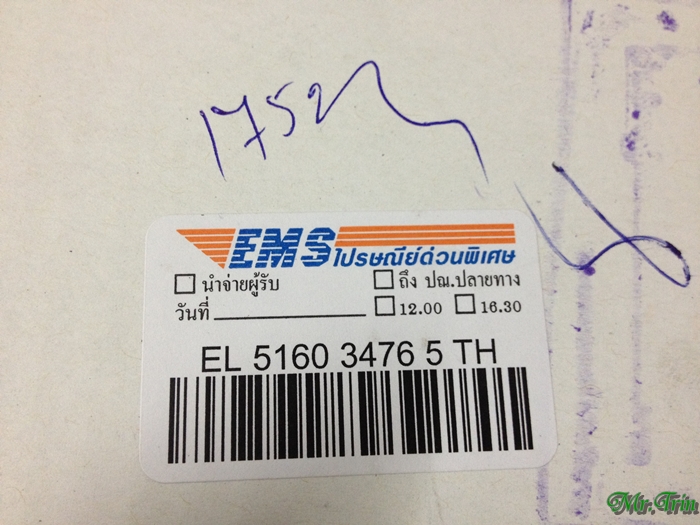 EMS ไปรษณีย์ด่วนพิเศษ
นำจ่ายผู้รับ ถึง ปณ.ปลายทาง
วันที่ 12.00 16.30
EL 5160 3476 5 TH
Mr.Trin